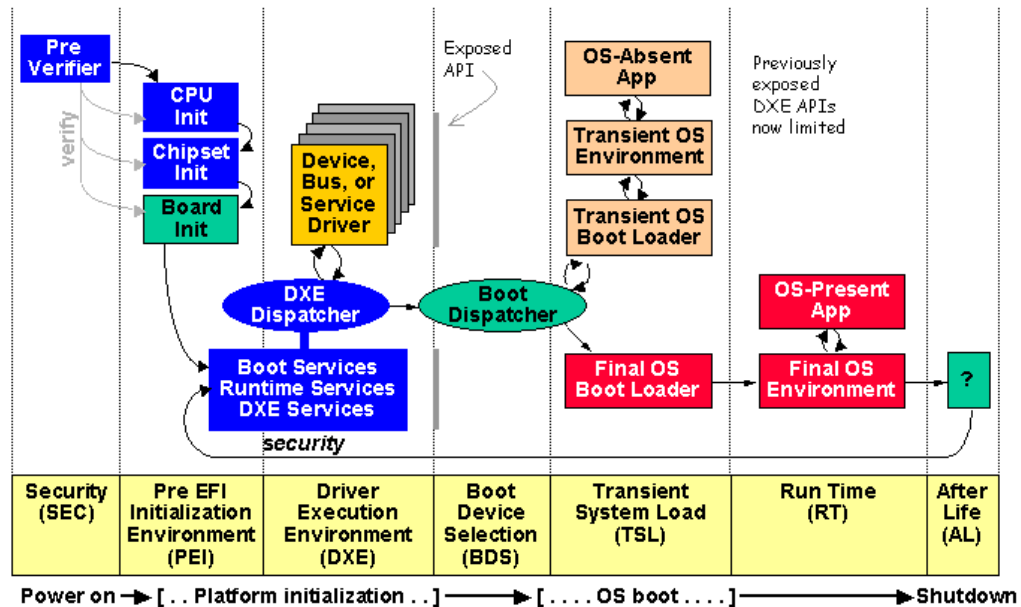 Pre
Verifier
verify
CPU
Init
Chipset
Init
Board
Init
Device,
Bus, or
Service
Driver
Exposed
API
OS-Absent
App
Transient OS
Environment
Transient OS
Boot Loader
Previously
exposed
DXE APIs
now limited
DXE
Dispatcher
Boot
Dispatcher
OS-Present
App
Boot Services
Runtime Services
DXE Services
Final OS
Boot Loader
Final OS
Environment
?
security
Security
(SEC)
Pre EFI
Initialization
Environment
(PEI)
Driver
Execution
Environment
(DXE)
Boot
Device
Selection
(BDS)
Transient
System Load
(TSL)
Run Time
(RT)
After
Life
(AL)
Power on [ . . Platform initialization . . ] [ . . . . OS boot . . . . ] Shutdown